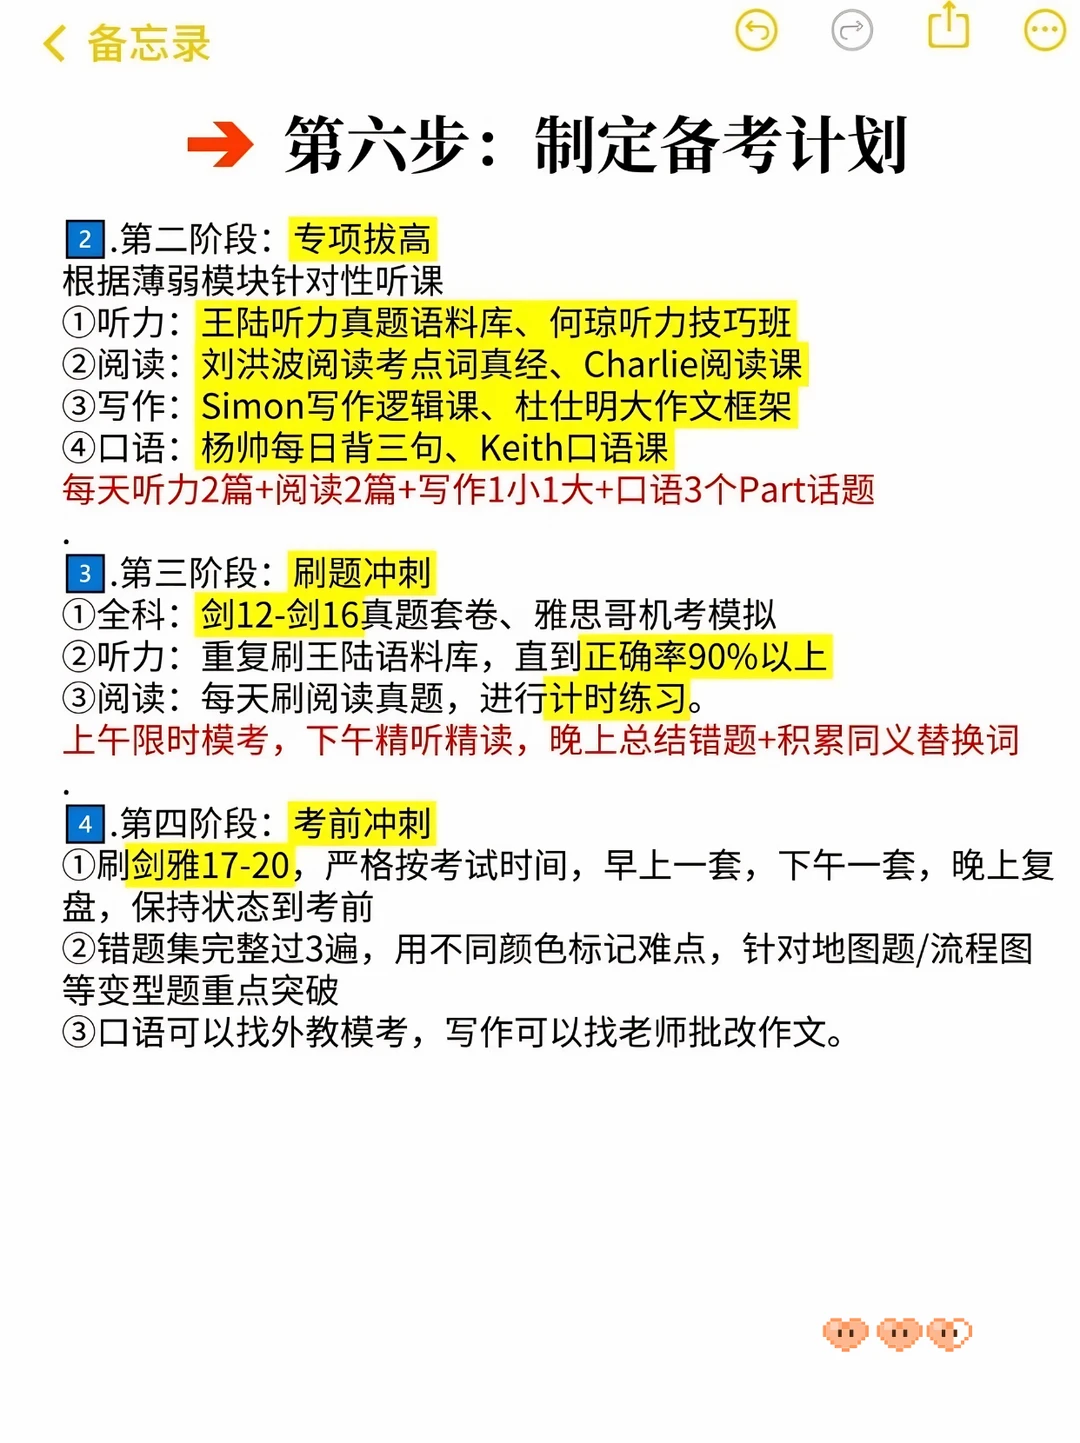 备忘录
第六步：制定备考计划
2.第二阶段：专项拔高
根据薄弱模块针对性听课
①听力：王陆听力真题语料库、何琼听力技巧班
②阅读：刘洪波阅读考点词真经、Charlie阅读课
③写作：Simon写作逻辑课、杜仕明大作文框架
④口语：杨帅每日背三句、Keith口语课
每天听力2篇+阅读2篇+写作1小1大+口语3个Part话题
.
3.第三阶段：刷题冲刺
①全科：剑12-剑16真题套卷、雅思哥机考模拟
②听力：重复刷王陆语料库，直到正确率90%以上
③阅读：每天刷阅读真题，进行计时练习。
上午限时模考，下午精听精读，晚上总结错题+积累同义替换词
.
4.第四阶段：考前冲刺
①刷剑雅17-20，严格按考试时间，早上一套，下午一套，晚上复
盘，保持状态到考前
②错题集完整过3遍，用不同颜色标记难点，针对地图题/流程图
等变型题重点突破
③口语可以找外教模考，写作可以找老师批改作文。